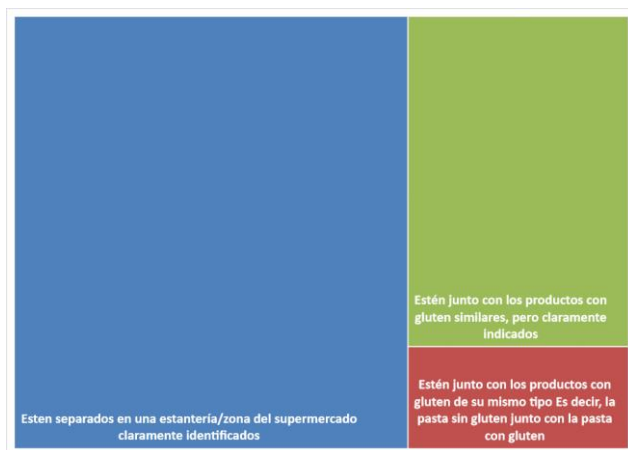 Estén junto con los productos con
gluten similares, pero claramente
indicados
Esten separados en una estantería/zona del supermercado
claramente identificados
Estén junto con los productos con
gluten de su mismo tipo Es decir, la
pasta sin gluten junto con la pasta
con gluten